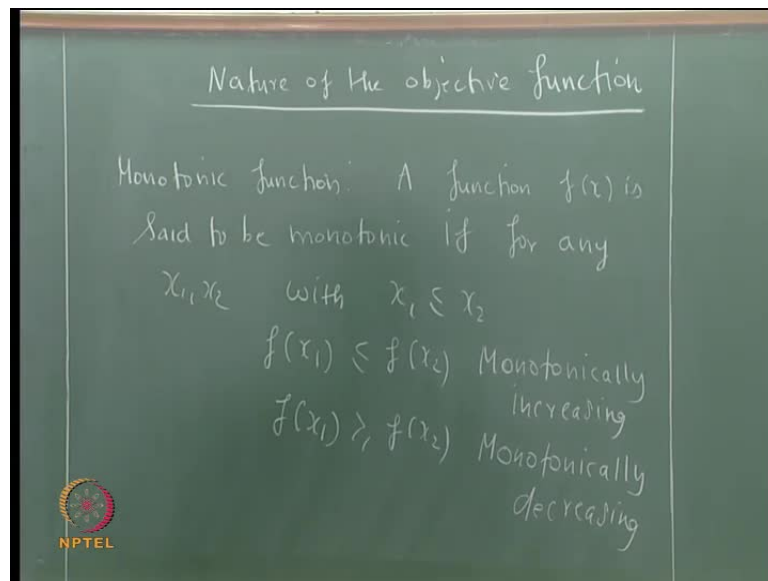 Nature of the objective function
Monotonic function: A function f(x) is
said to be monotonic if for any
x₁, x₂ with x₁ ≤ x₂
f(x₁) ≤ f(x₂) Monotonically
increasing
f(x₁) ≥ f(x₂) Monotonically
decreasing
NPTEL